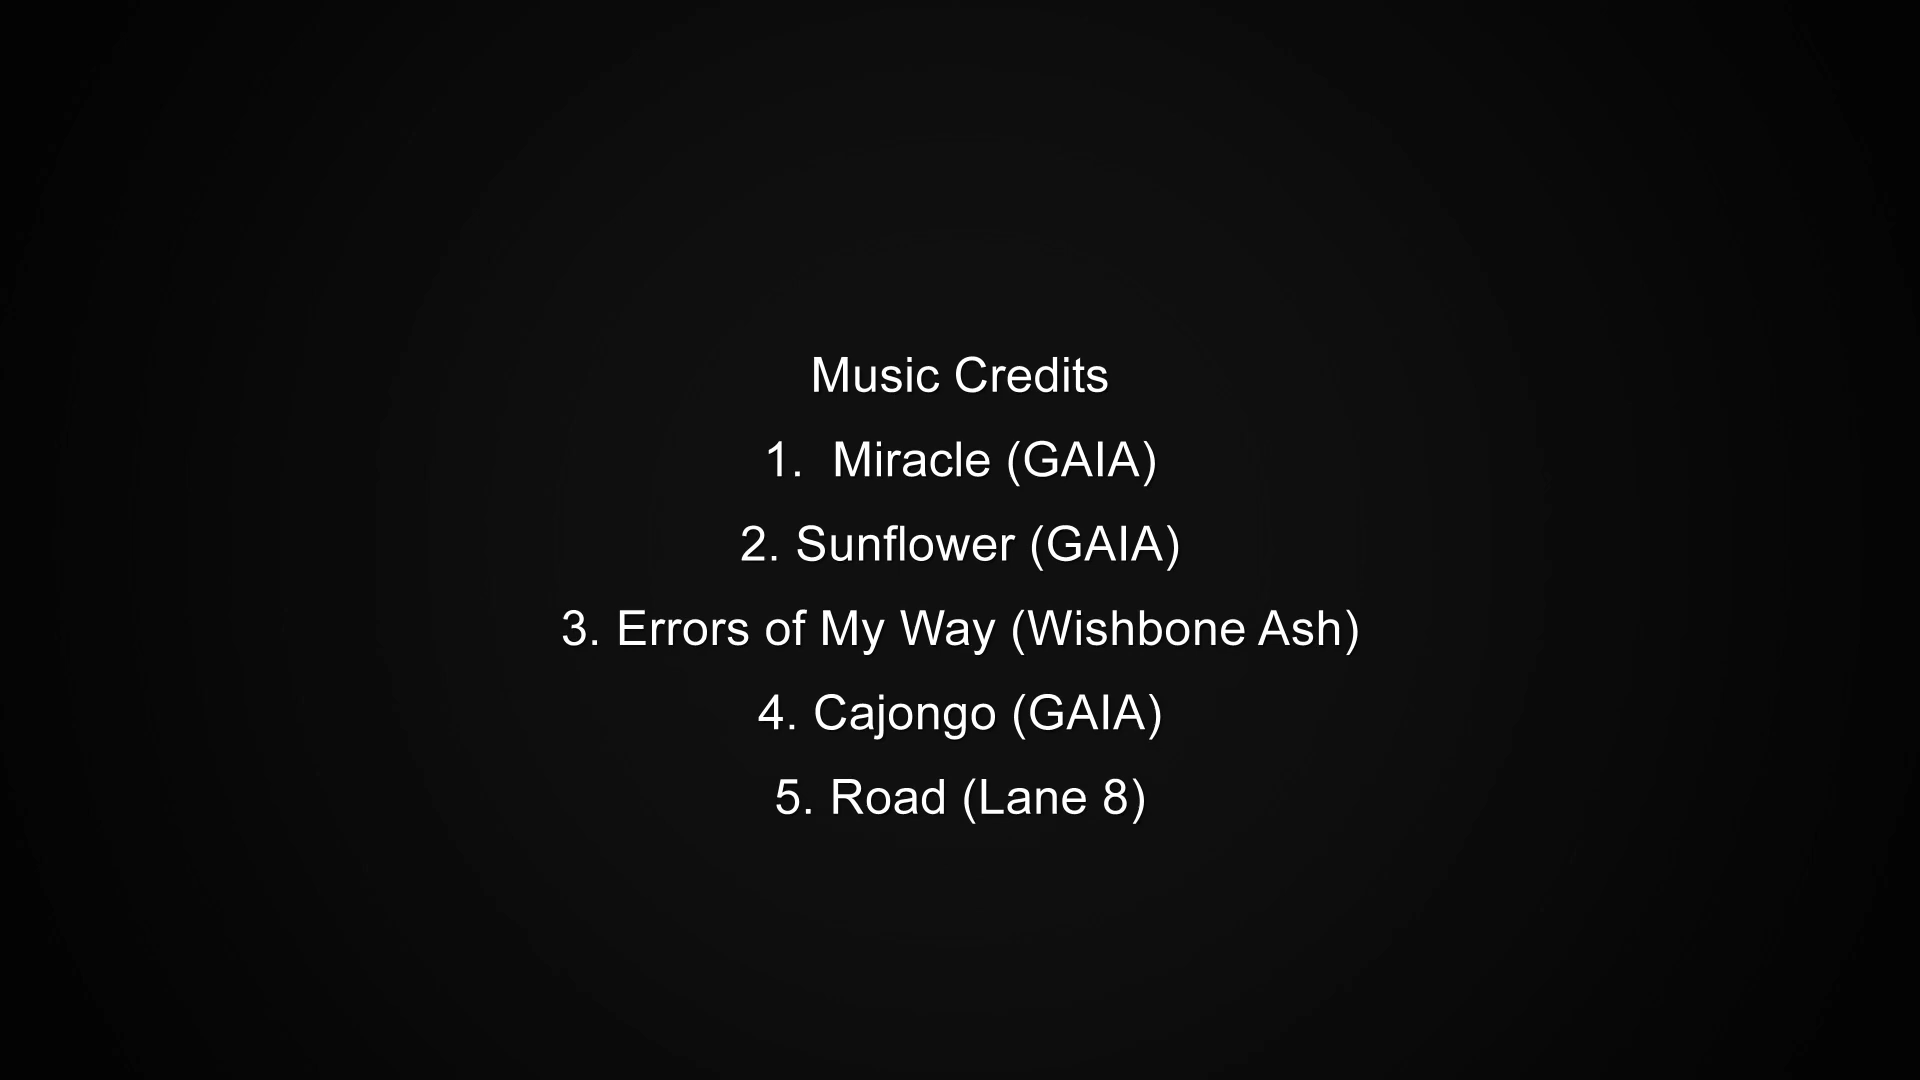 Music Credits
1.  Miracle (GAIA)
2. Sunflower (GAIA)
3. Errors of My Way (Wishbone Ash)
4. Cajongo (GAIA)
5. Road (Lane 8)